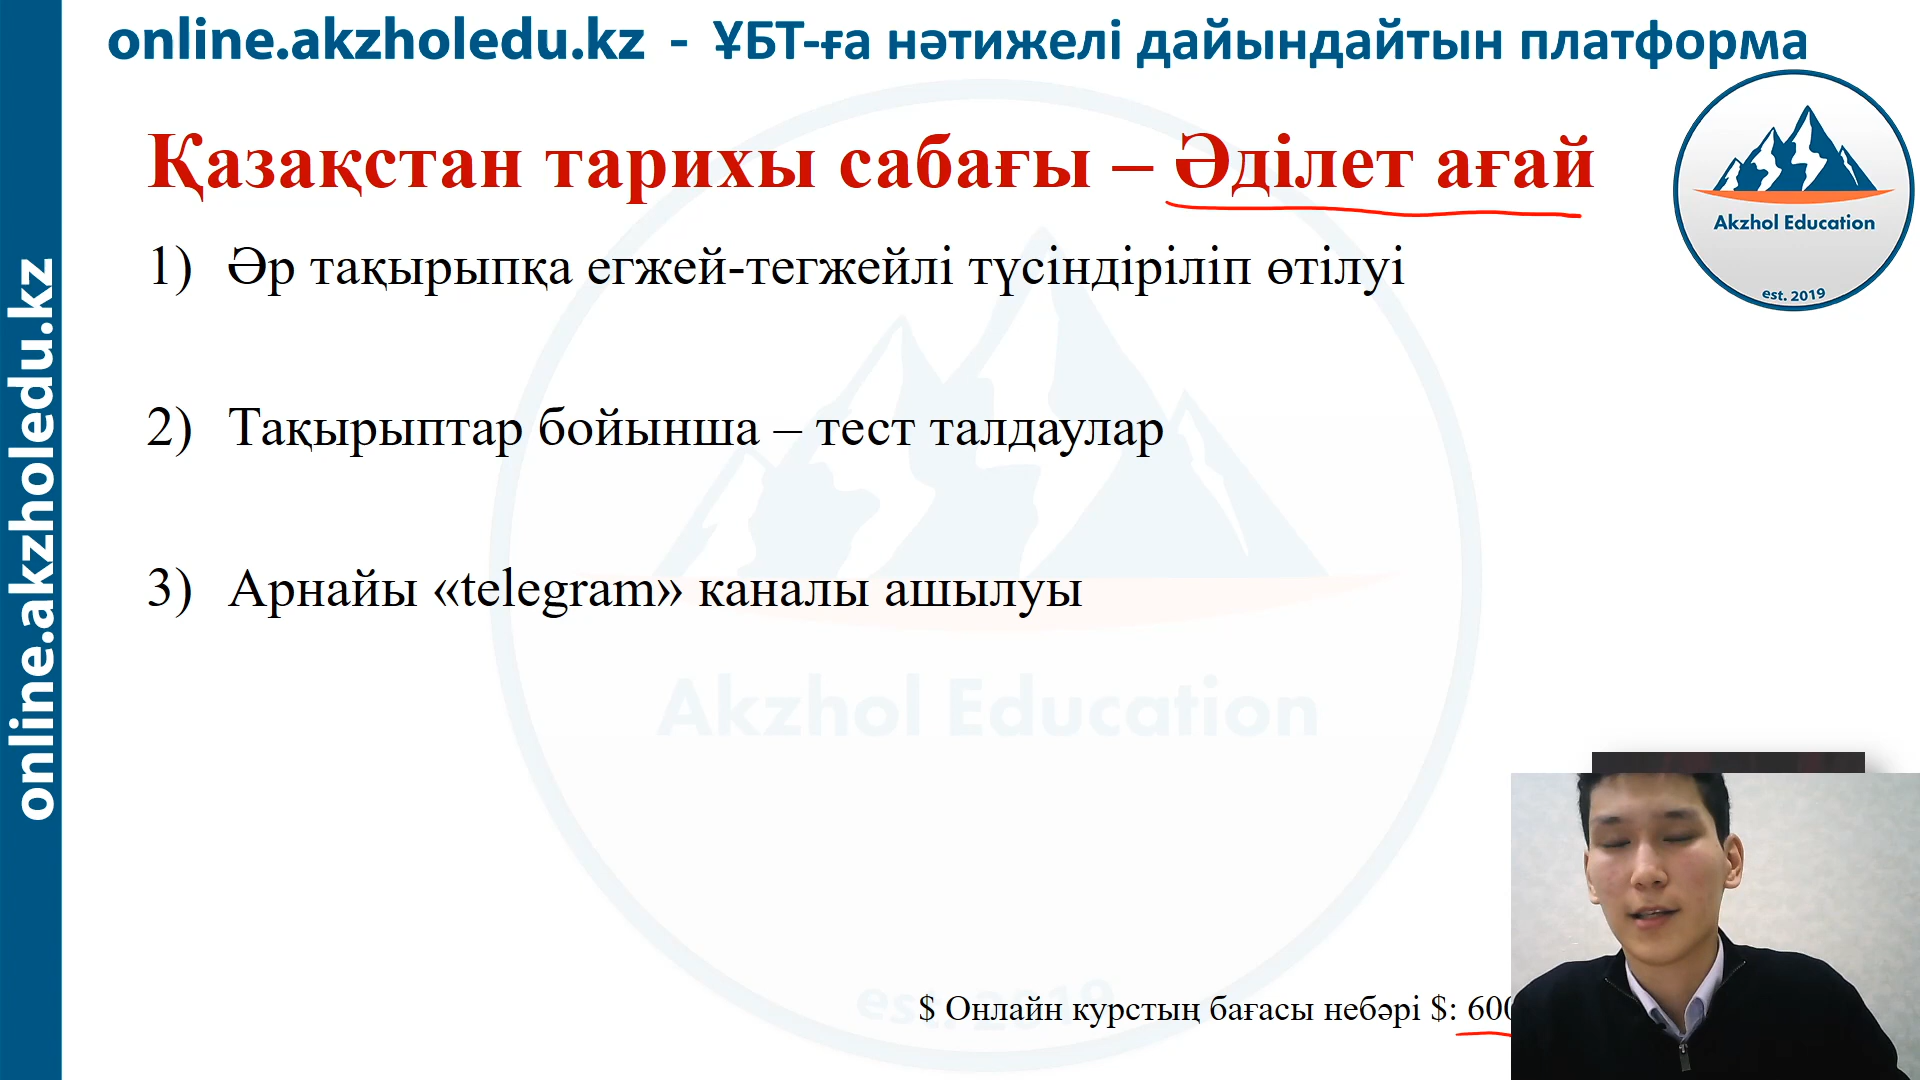 online.akzholedu.kz - ҰБТ-ға нәтижелі дайындайтын платформа
Қазақстан тарихы сабағы – Әділет ағай
Akzhol Education
est. 2019
1) Әр тақырыпқа егжей-тегжейлі түсіндіріліп өтілуі
2) Тақырыптар бойынша – тест талдаулар
3) Арнайы «telegram» каналы ашылуы
Akzhol Education
est. 2019
$ Онлайн курстың бағасы небәрі $:
online.akzholedu.kz